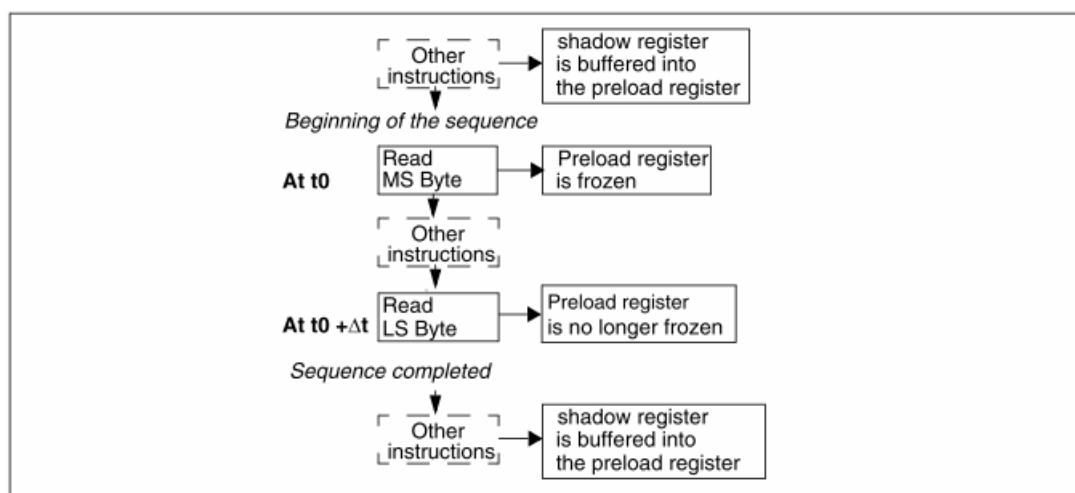 Other
instructions
shadow register
is buffered into
the preload register
Beginning of the sequence
At t0
Read
MS Byte
Preload register
is frozen
Other
instructions
At t0 +Δt
Read
LS Byte
Preload register
is no longer frozen
Sequence completed
Other
instructions
shadow register
is buffered into
the preload register